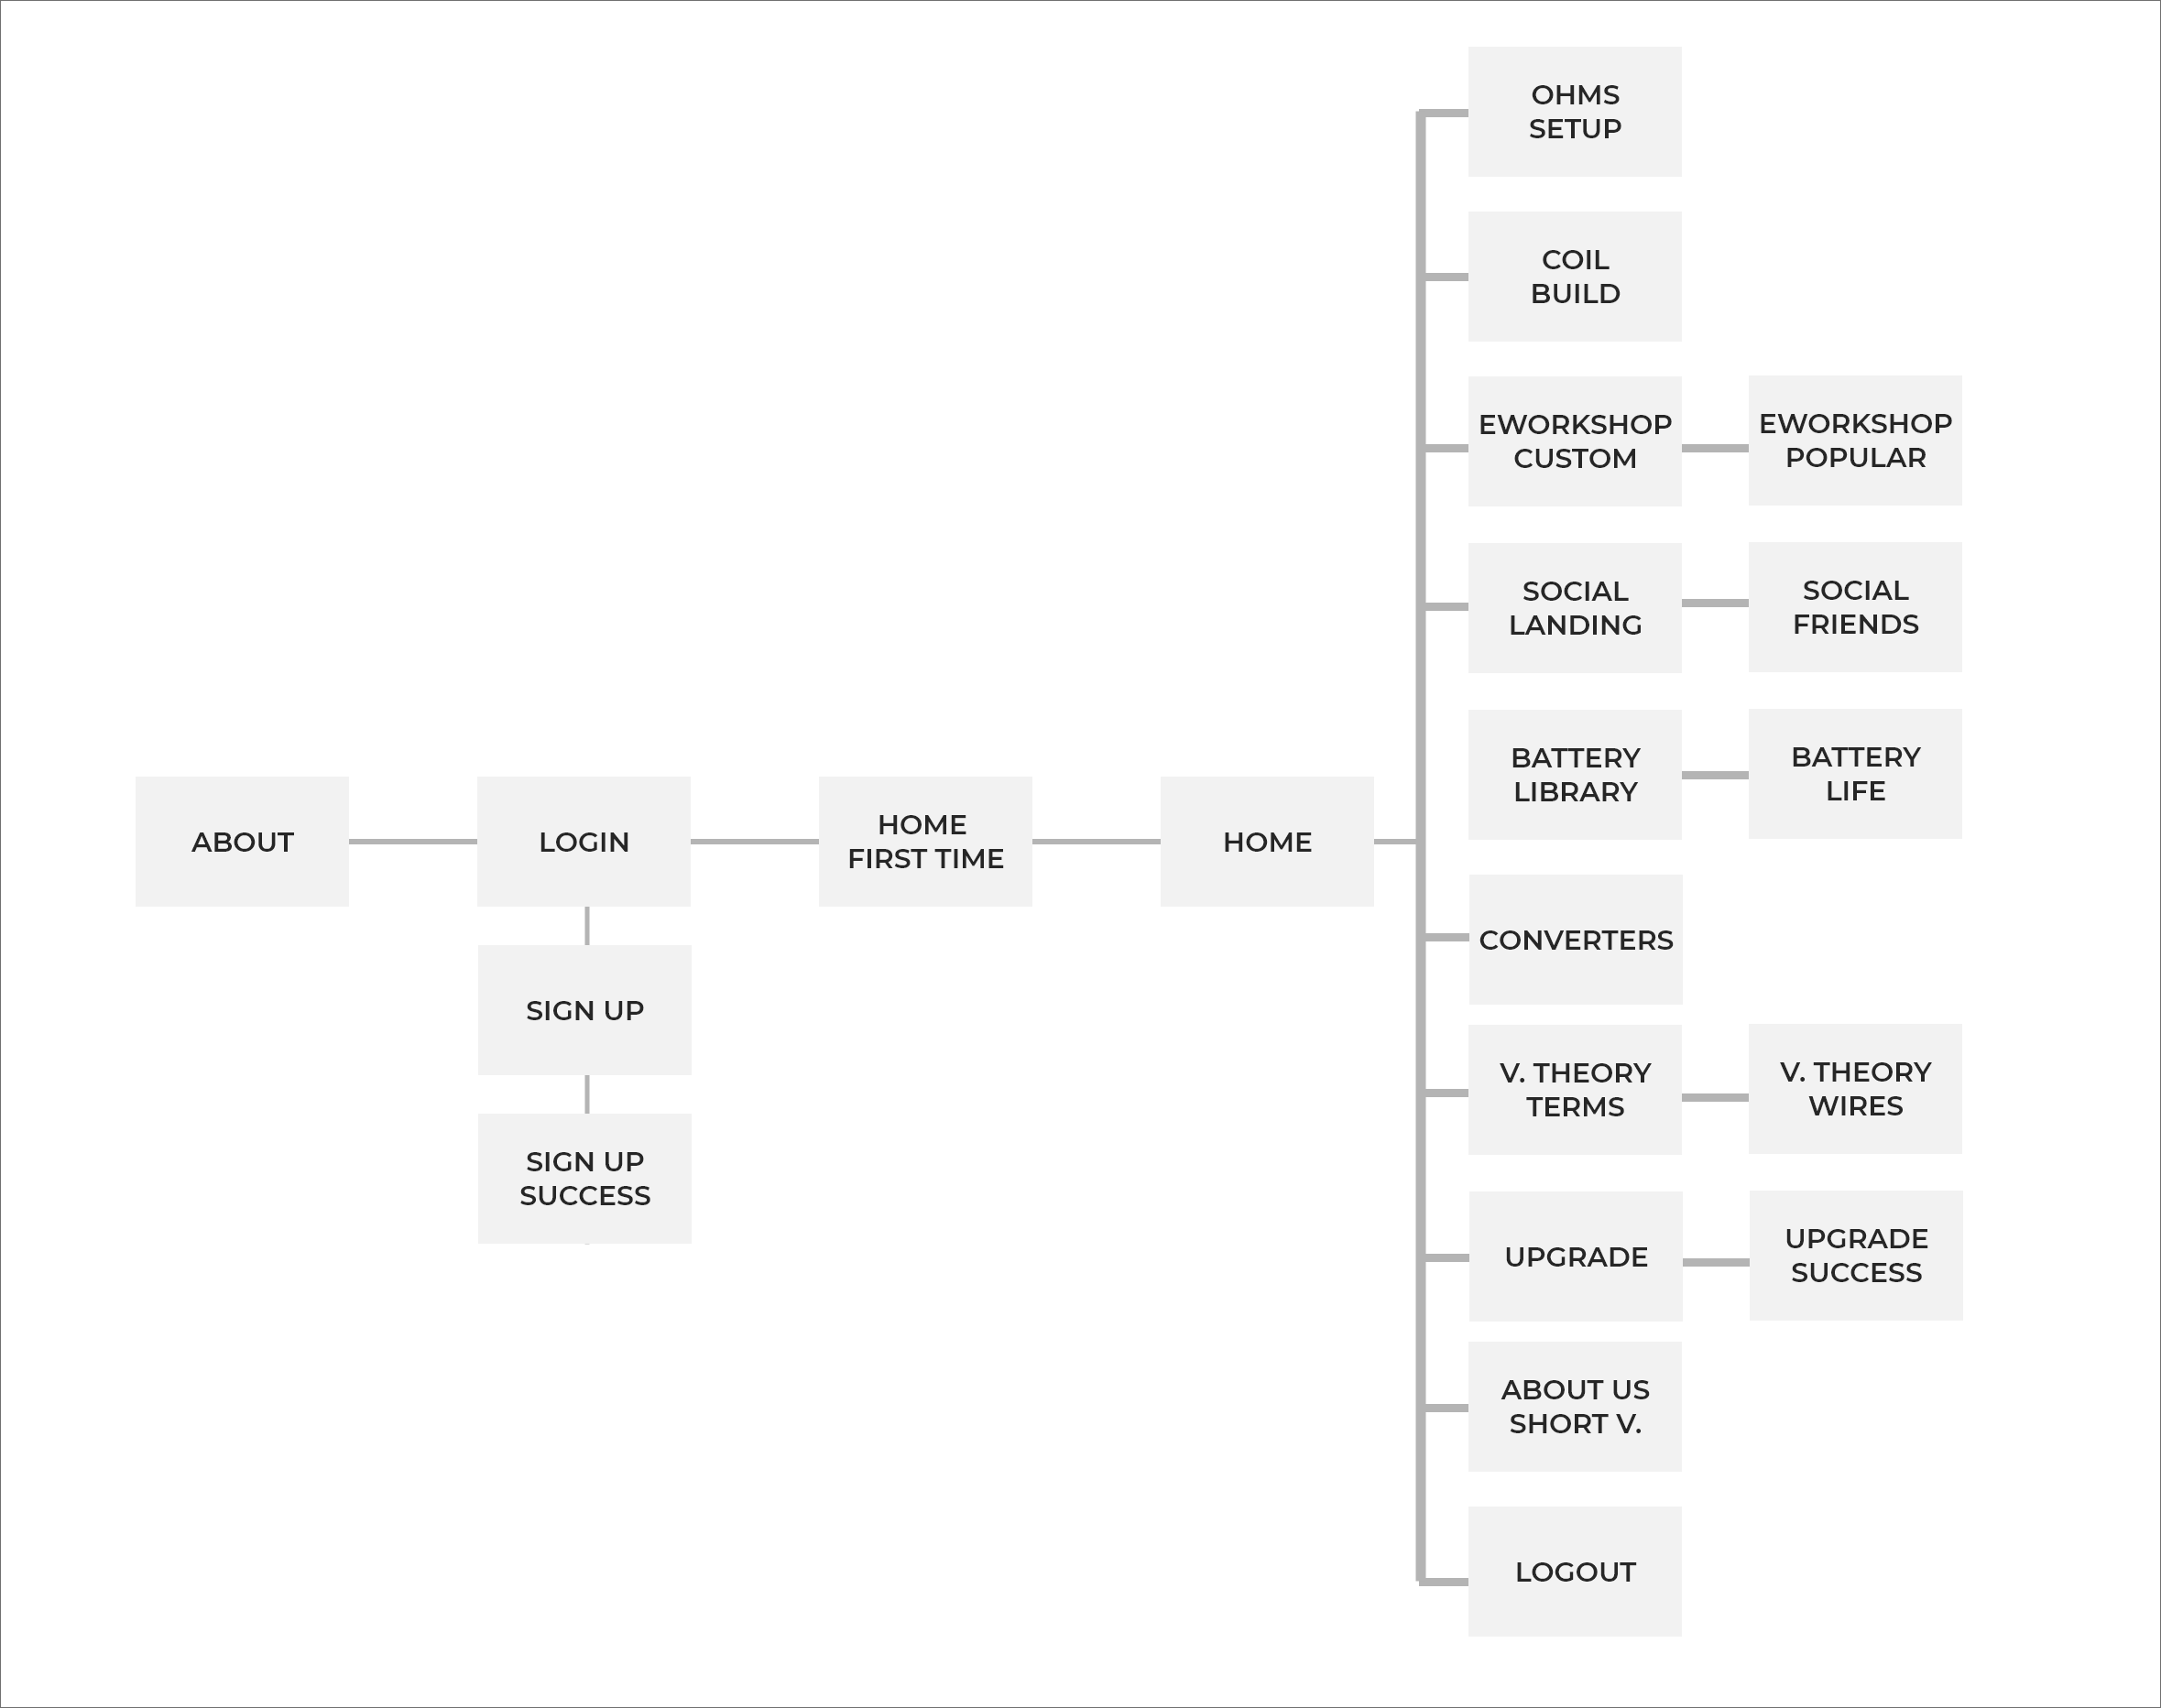 OHMS
SETUP
COIL
BUILD
EWORKSHOP
CUSTOM
EWORKSHOP
POPULAR
SOCIAL
LANDING
SOCIAL
FRIENDS
BATTERY
LIBRARY
BATTERY
LIFE
ABOUT
LOGIN
HOME
FIRST TIME
HOME
CONVERTERS
SIGN UP
V. THEORY
TERMS
V. THEORY
WIRES
SIGN UP
SUCCESS
UPGRADE
UPGRADE
SUCCESS
ABOUT US
SHORT V.
LOGOUT